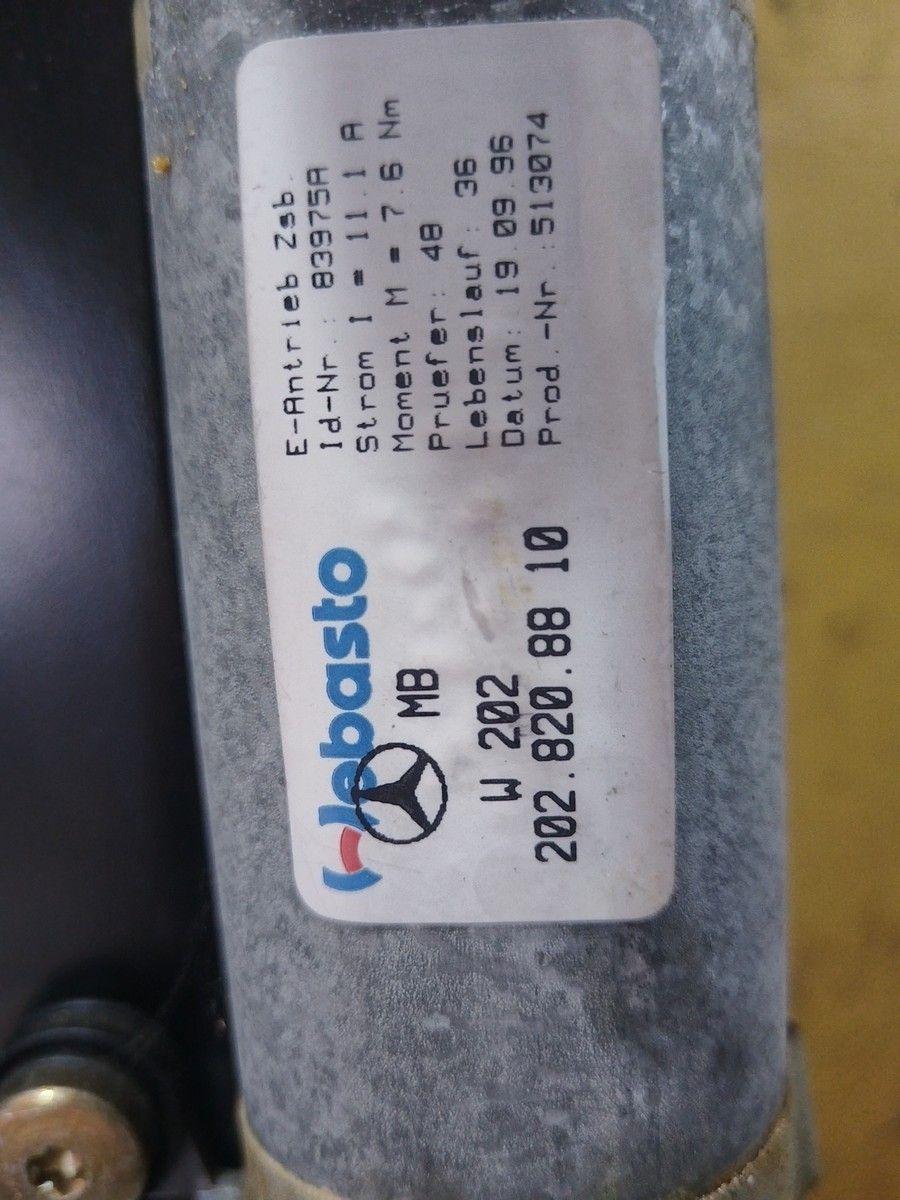 Webasto
MB
W 202
202.820.88 10
E-Antrieb Zsb.
Id-Nr.: 83975A
Strom I = 11.1 A
Moment M = 7.6 Nm
Pruefer: 48
Lebenslauf: 36
Datum: 19.09.96
Prod.-Nr.:513074